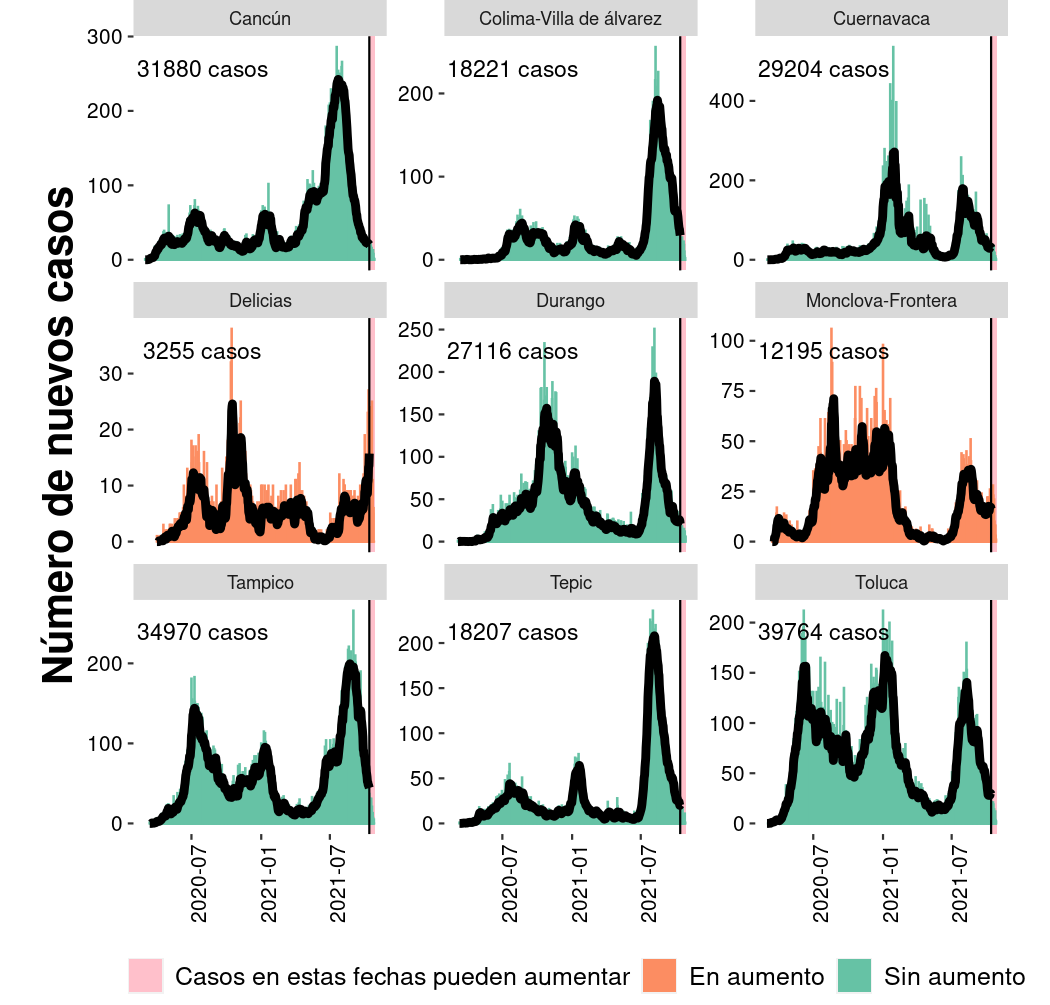 Número de nuevos casos
Cancún
Colima-Villa de álvarez
Cuernavaca
300
200
100
0
31880 casos
200
100
0
18221 casos
400
200
0
29204 casos
Delicias
Durango
Monclova-Frontera
30
20
10
0
3255 casos
250
200
150
100
50
0
27116 casos
100
75
50
25
0
12195 casos
Tampico
Tepic
Toluca
200
100
0
34970 casos
200
150
100
50
0
18207 casos
200
150
100
50
0
39764 casos
2020-07
2021-01
2021-07
2020-07
2021-01
2021-07
2020-07
2021-01
2021-07
Casos en estas fechas pueden aumentar
En aumento
Sin aumento